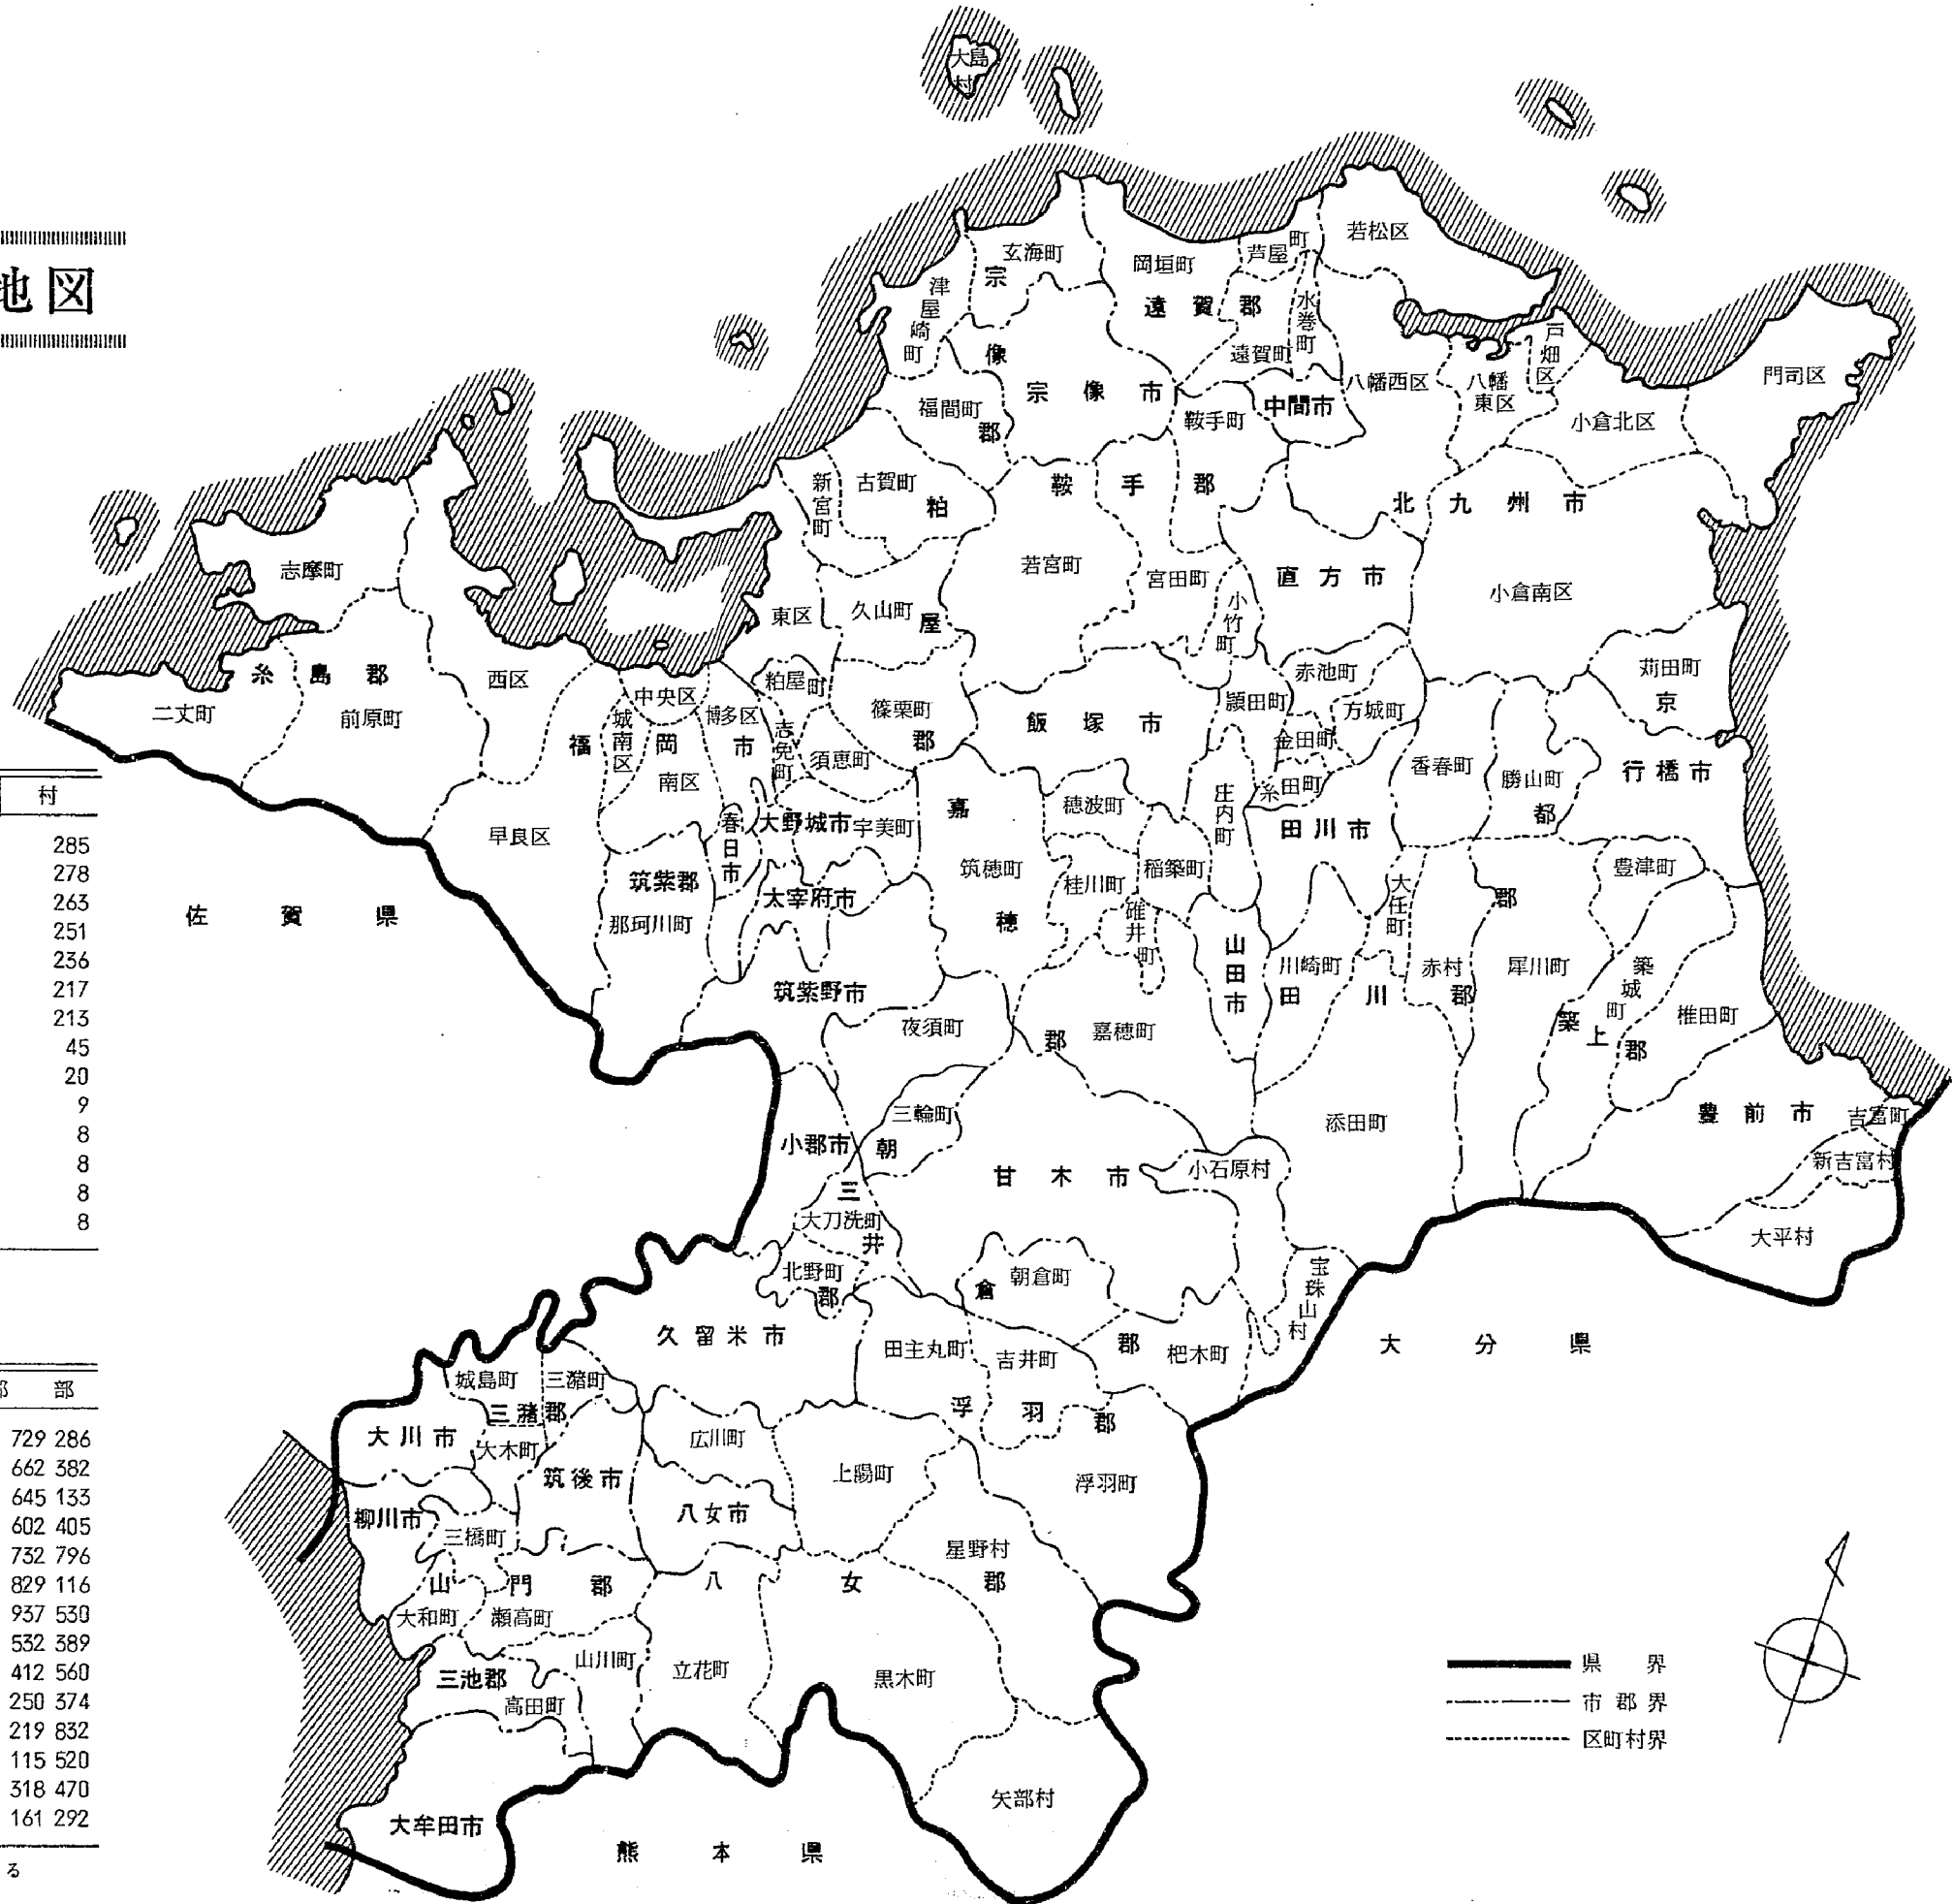 地図
村
285
278
263
251
236
217
213
45
20
9
8
8
8
8
部
729 286
662 382
645 133
602 405
732 796
829 116
937 530
532 389
412 560
250 374
219 832
115 520
318 470
161 292
る
大島村
玄海町
岡垣町
芦屋町
若松区
津屋崎町
宗像郡
遠賀郡
水巻町
遠賀町
戸畑区
門司区
福間町
宗像市
鞍手町
中間市
八幡西区
八幡東区
小倉北区
新宮町
古賀町
粕屋郡
鞍手郡
北九州市
志摩町
若宮町
宮田町
直方市
小倉南区
東区
久山町
小竹町
糸島郡
西区
中央区
粕屋町
赤池町
苅田町
二丈町
前原町
城南区
博多区
志免町
篠栗町
飯塚市
頴田町
方城町
京都郡
福岡市
南区
須恵町
金田町
香春町
勝山町
行橋市
糸田町
早良区
春日市
大野城市
宇美町
嘉穂郡
穂波町
庄内町
田川市
筑紫郡
太宰府市
筑穂町
桂川町
稲築町
大任町
豊津町
佐賀県
那珂川町
碓井町
山田市
川崎町
赤村
犀川町
築城町
筑紫野市
夜須町
嘉穂町
田川郡
築上郡
椎田町
三輪町
添田町
豊前市
吉富町
小郡市
朝倉郡
甘木市
小石原村
新吉富村
三井郡
大刀洗町
大平村
北野町
朝倉町
宝珠山村
久留米市
田主丸町
吉井町
杷木町
大分県
城島町
三潴町
三潴郡
浮羽郡
大川市
大木町
広川町
筑後市
上陽町
浮羽町
柳川市
八女市
三橋町
星野村
山門郡
八女郡
大和町
瀬高町
三池郡
山川町
立花町
黒木町
高田町
矢部村
大牟田市
熊本県
県界
市郡界
区町村界